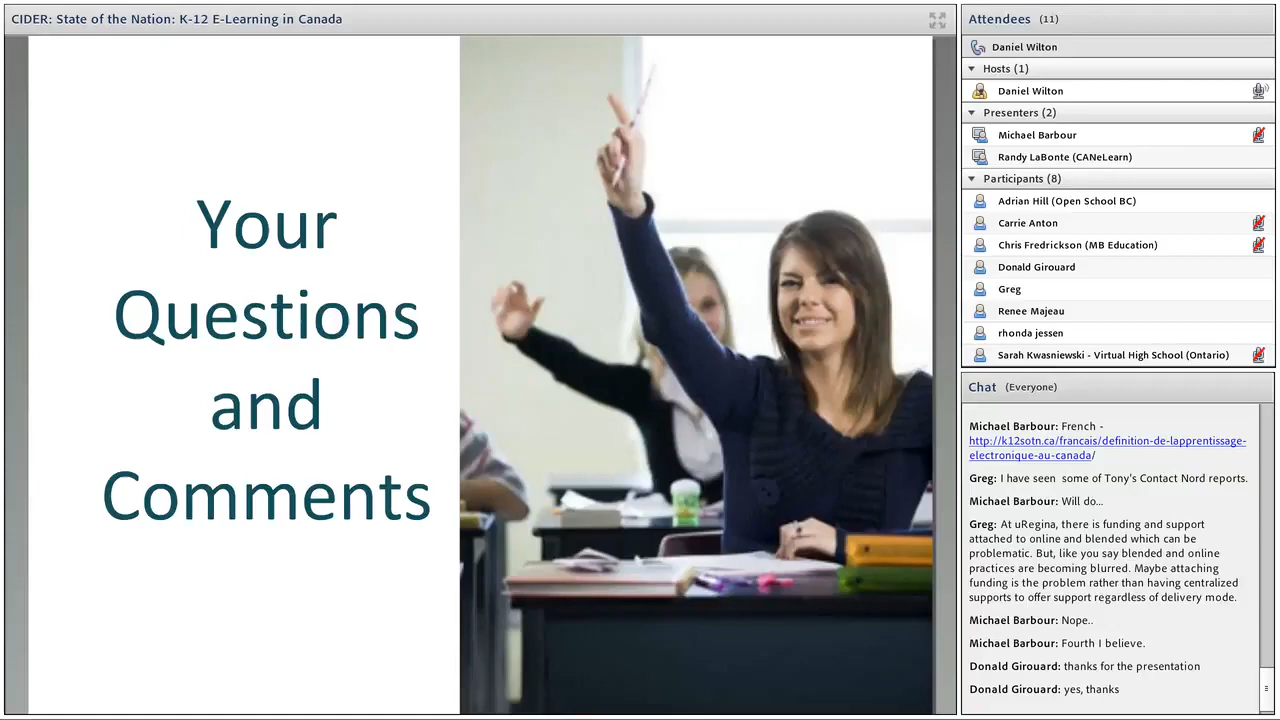 CIDER: State of the Nation: K-12 E-Learning in Canada
Your
Questions
and
Comments
Attendees (11)
Daniel Wilton
Hosts (1)
Daniel Wilton
Presenters (2)
Michael Barbour
Randy LaBonte (CANeLearn)
Participants (8)
Adrian Hill (Open School BC)
Carrie Anton
Chris Fredrickson (MB Education)
Donald Girouard
Greg
Renee Majeau
rhonda jessen
Sarah Kwasniewski - Virtual High School (Ontario)
Chat (Everyone)
Michael Barbour: French -
http://k12sotn.ca/francais/definition-de-lapprentissage-
electronique-au-canada/
Greg: I have seen some of Tony's Contact Nord reports.
Michael Barbour: Will do...
Greg: At uRegina, there is funding and support
attached to online and blended which can be
problematic. But, like you say blended and online
practices are becoming blurred. Maybe attaching
funding is the problem rather than having centralized
supports to offer support regardless of delivery mode.
Michael Barbour: Nope..
Michael Barbour: Fourth I believe.
Donald Girouard: thanks for the presentation
Donald Girouard: yes, thanks